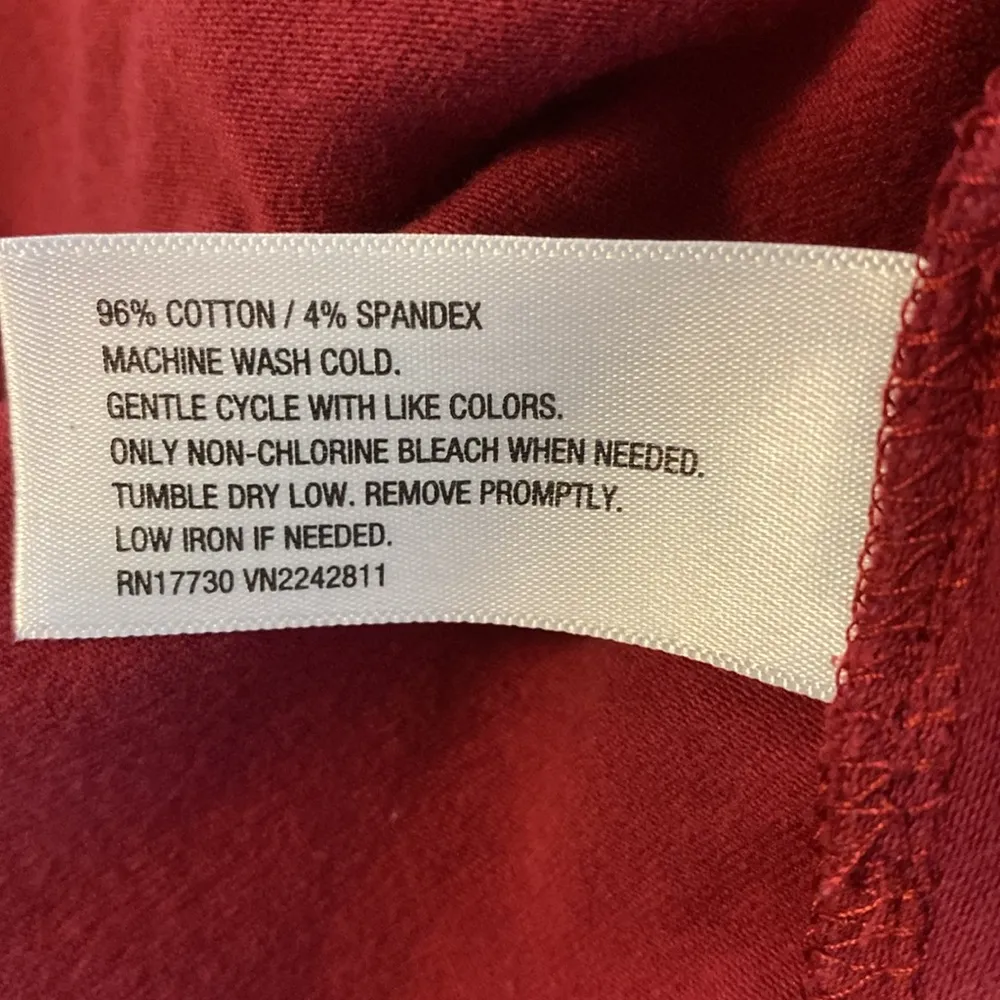 96% COTTON / 4% SPANDEX
MACHINE WASH COLD.
GENTLE CYCLE WITH LIKE COLORS.
ONLY NON-CHLORINE BLEACH WHEN NEEDED.
TUMBLE DRY LOW. REMOVE PROMPTLY.
LOW IRON IF NEEDED.
RN17730 VN2242811